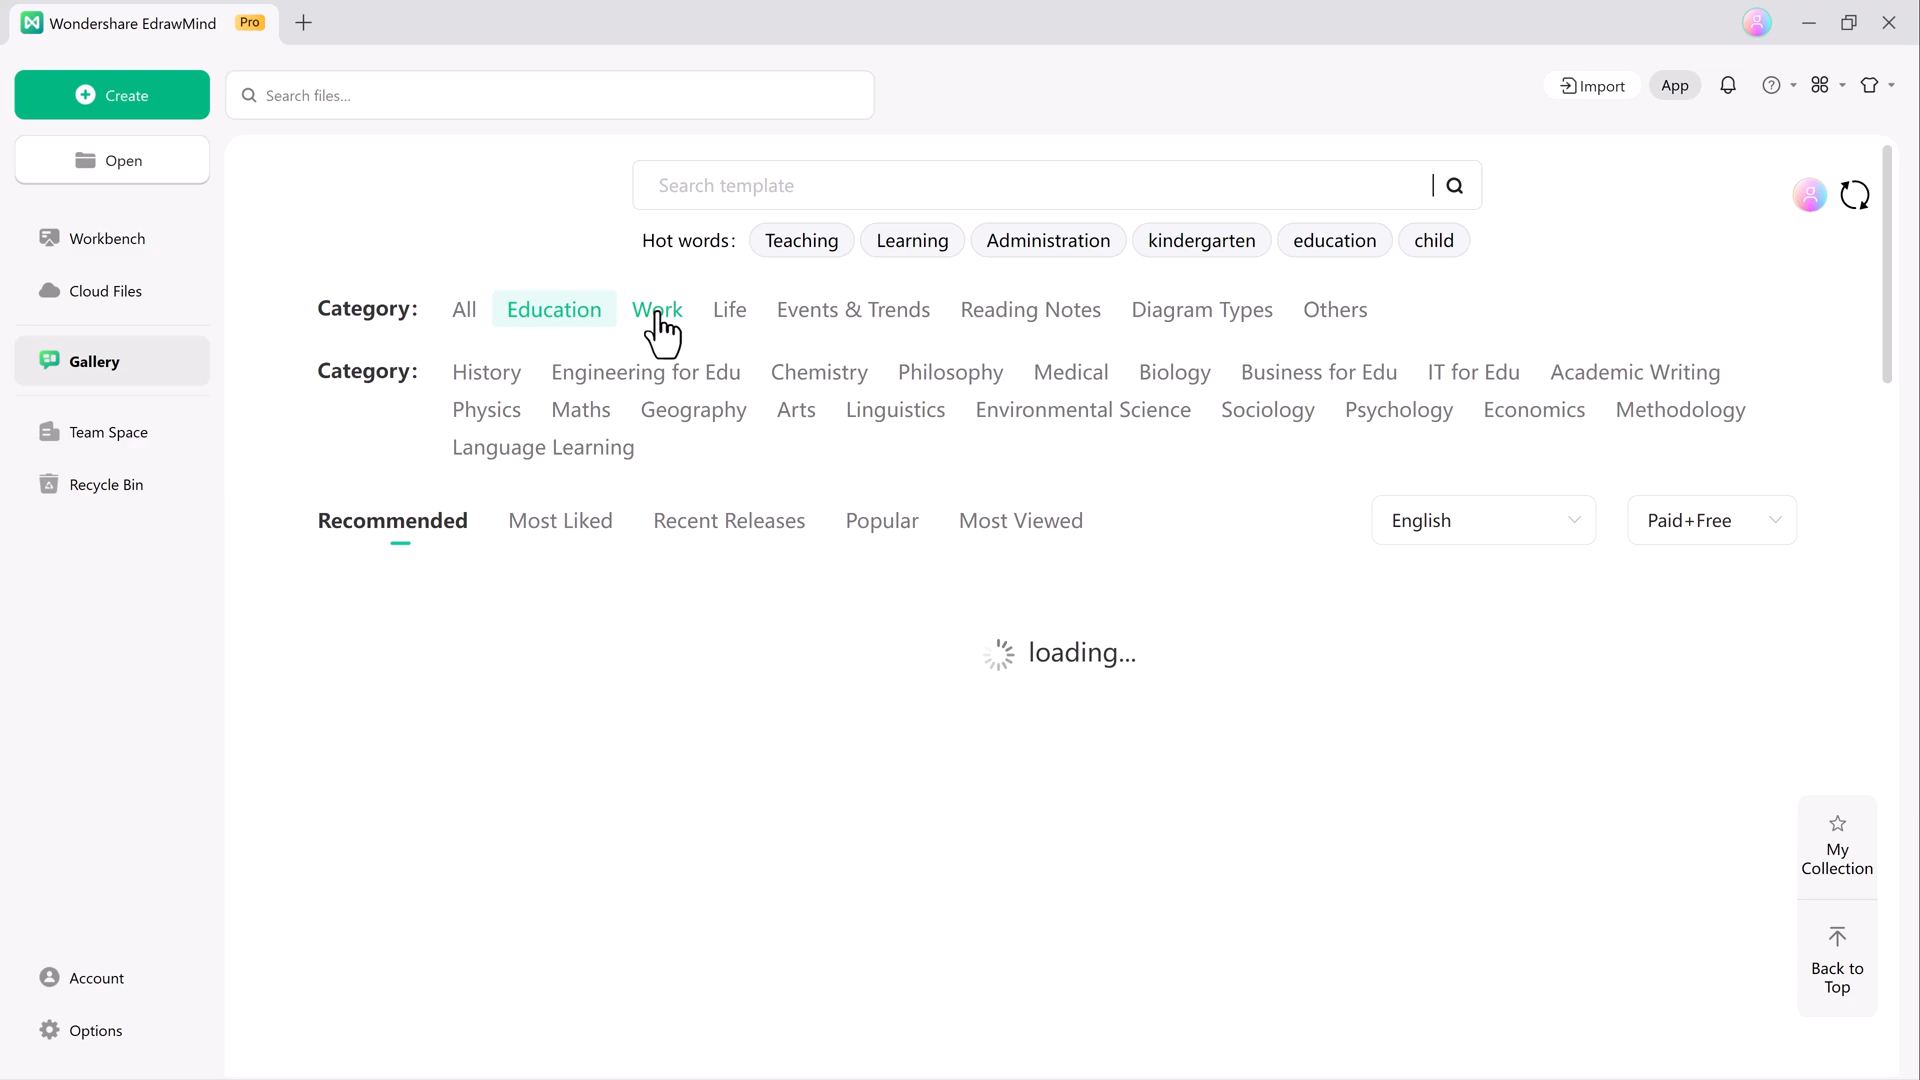 Wondershare EdrawMind Pro
Create
Search files...
Import App
Open
Search template
Hot words: Teaching Learning Administration kindergarten education child
Workbench
Cloud Files
Category: All Education Work Life Events & Trends Reading Notes Diagram Types Others
Gallery
Category: History Engineering for Edu Chemistry Philosophy Medical Biology Business for Edu IT for Edu Academic Writing
Physics Maths Geography Arts Linguistics Environmental Science Sociology Psychology Economics Methodology
Language Learning
Team Space
Recycle Bin
Recommended Most Liked Recent Releases Popular Most Viewed English Paid+Free
loading...
My
Collection
Back to
Top
Account
Options